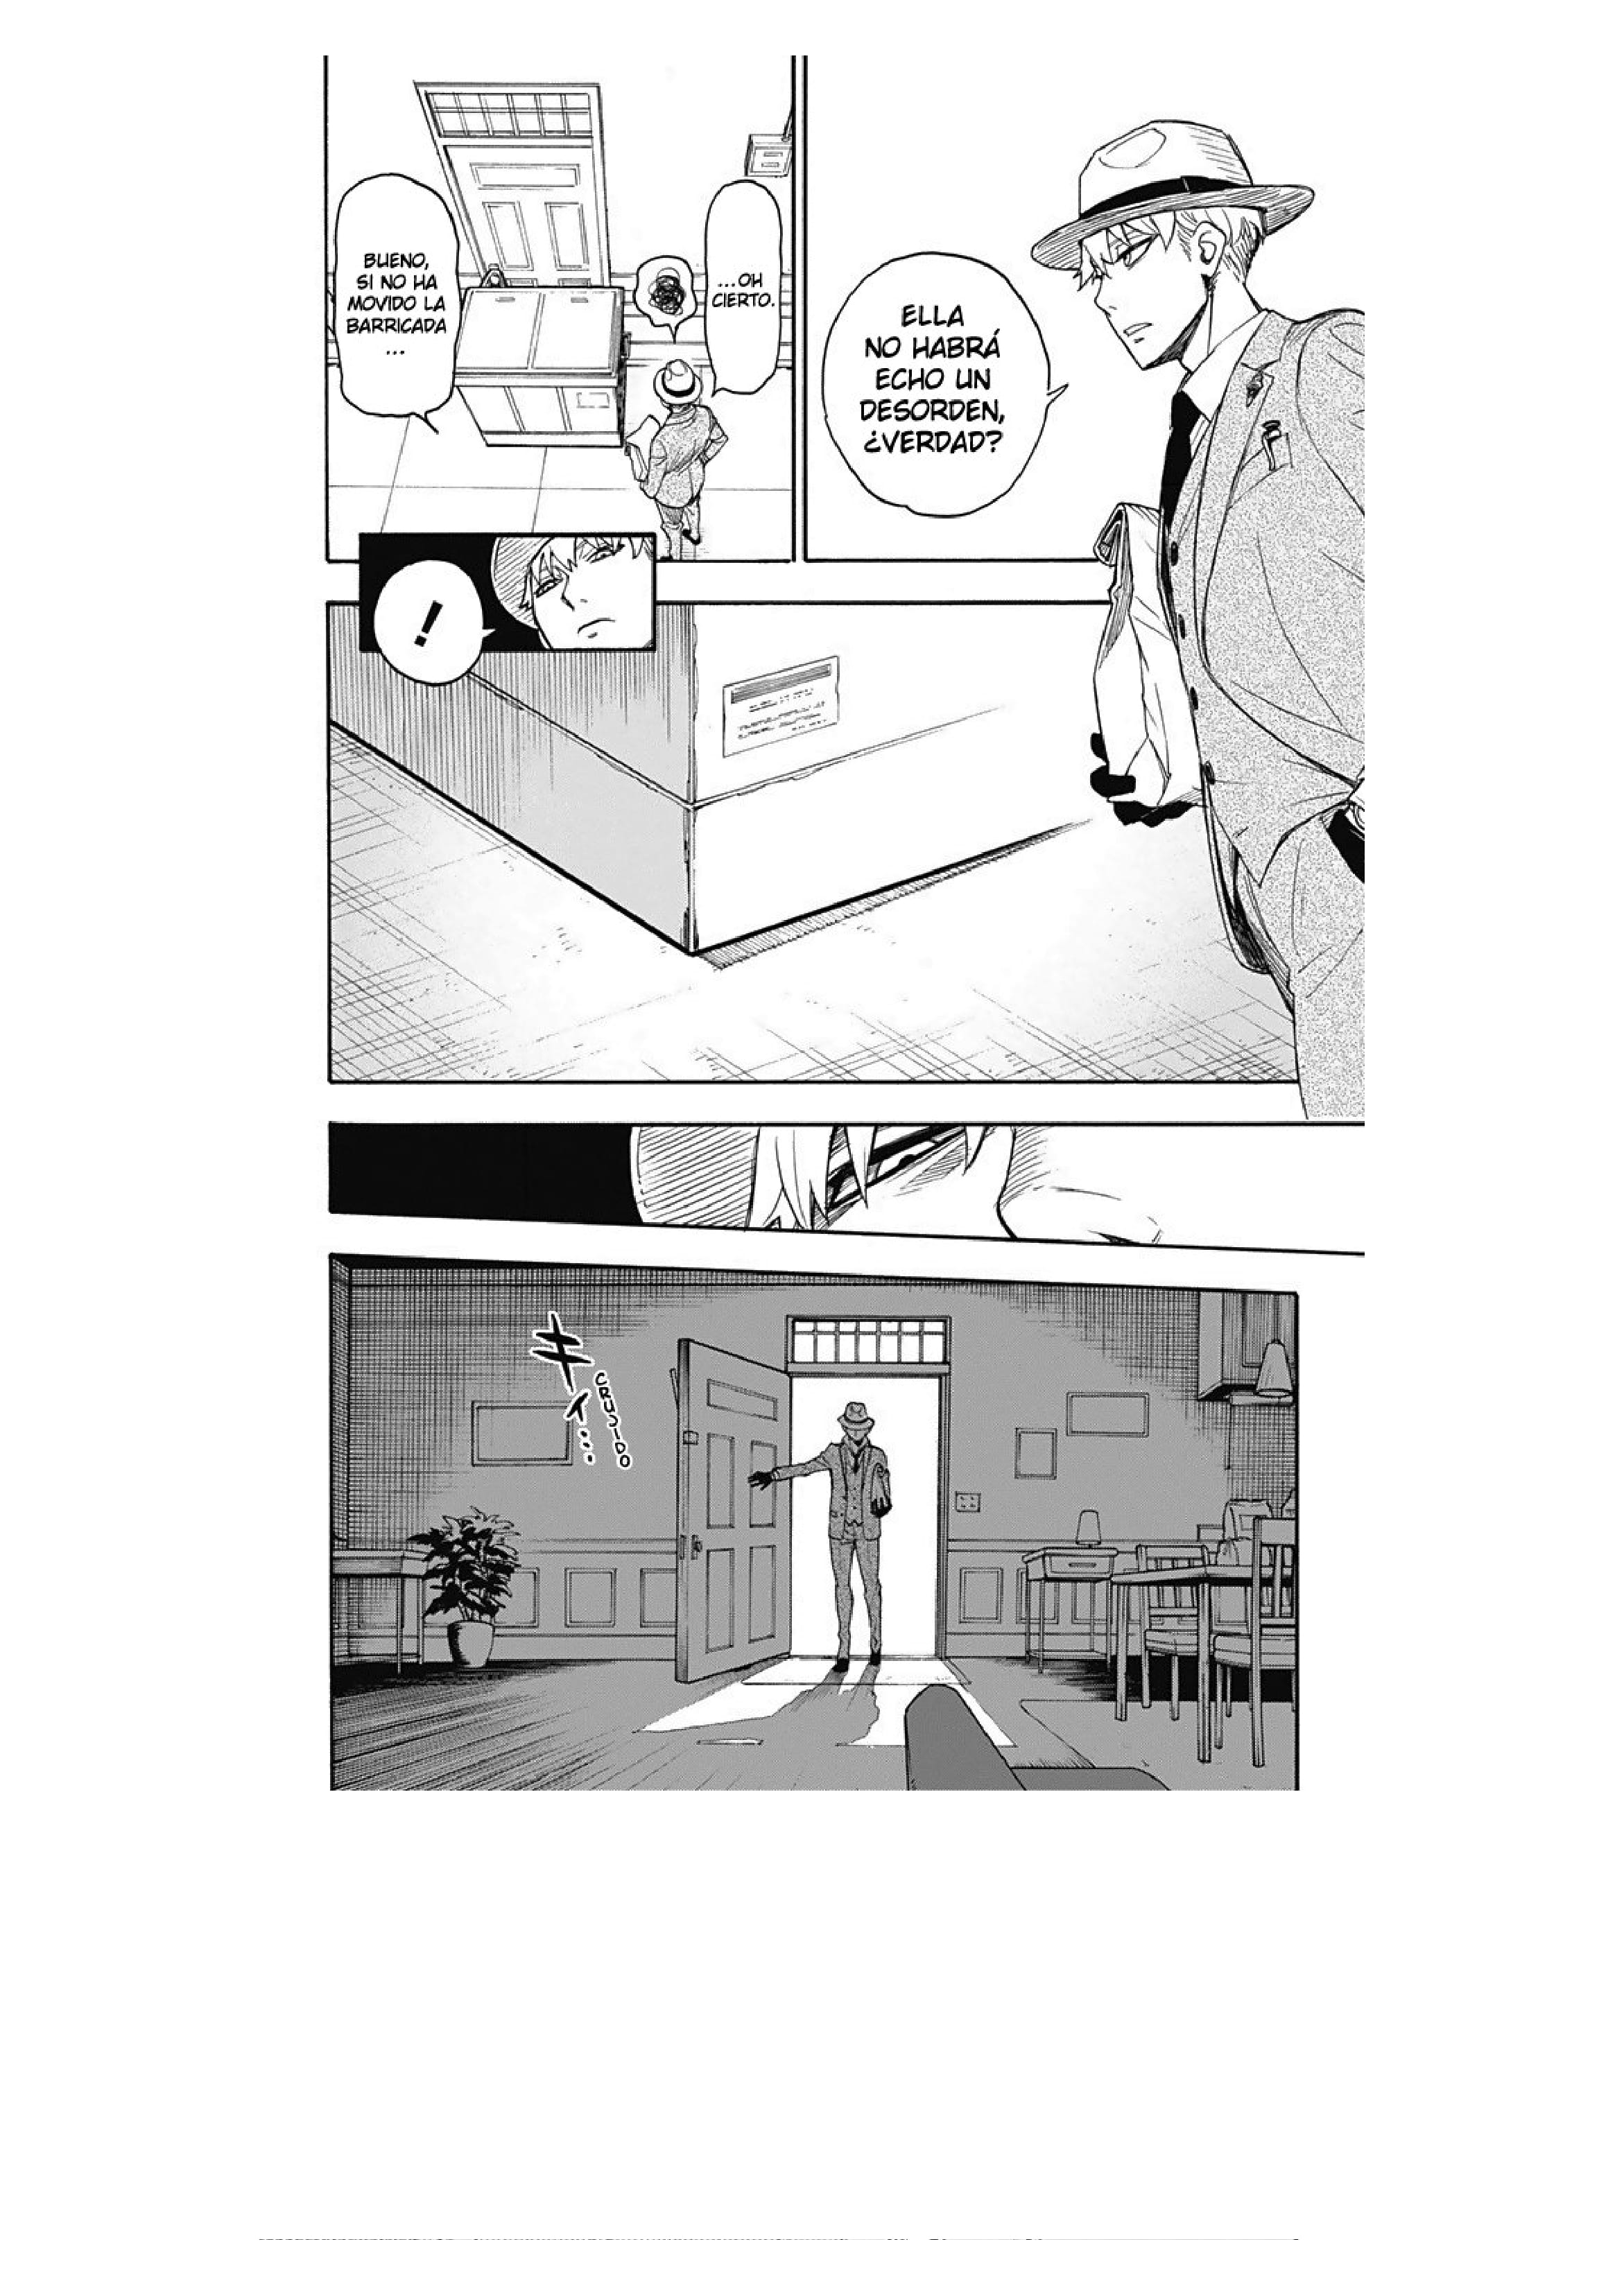 ELLA
NO HABRÁ
ECHO UN
DESORDEN,
¿VERDAD?
...OH
CIERTO.
BUENO,
SI NO HA
MOVIDO LA
BARRICADA
...
!
キィ...
CRUJIDO